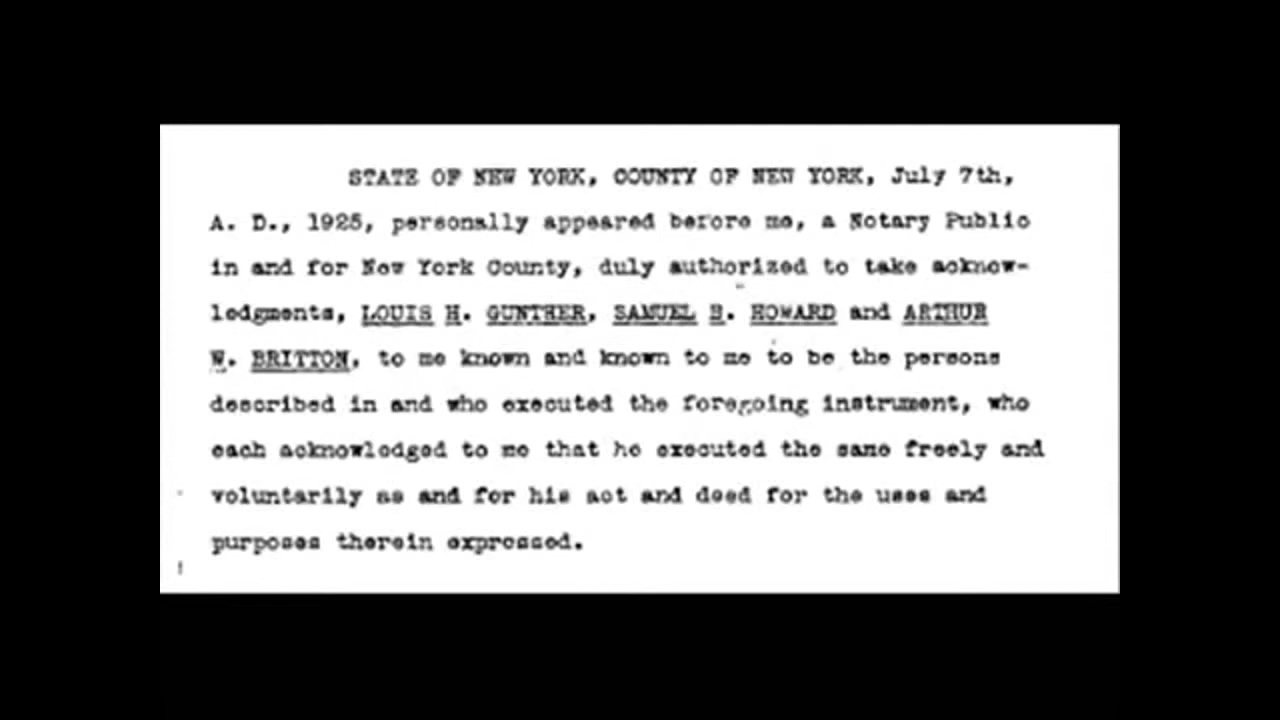 STATE OF NEW YORK, COUNTY OF NEW YORK, July 7th,
A. D., 1925, personally appeared before me, a Notary Public
in and for New York County, duly authorized to take acknow-
ledgments, LOUIS H. GUNTHER, SAMUEL B. HOWARD and ARTHUR
W. BRITTON, to me known and known to me to be the persons
described in and who executed the foregoing instrument, who
each acknowledged to me that he executed the same freely and
voluntarily as and for his act and deed for the uses and
purposes therein expressed.